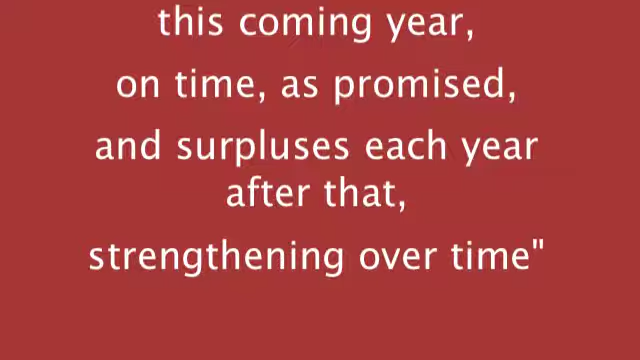 this coming year,
on time, as promised,
and surpluses each year
after that,
strengthening over time"